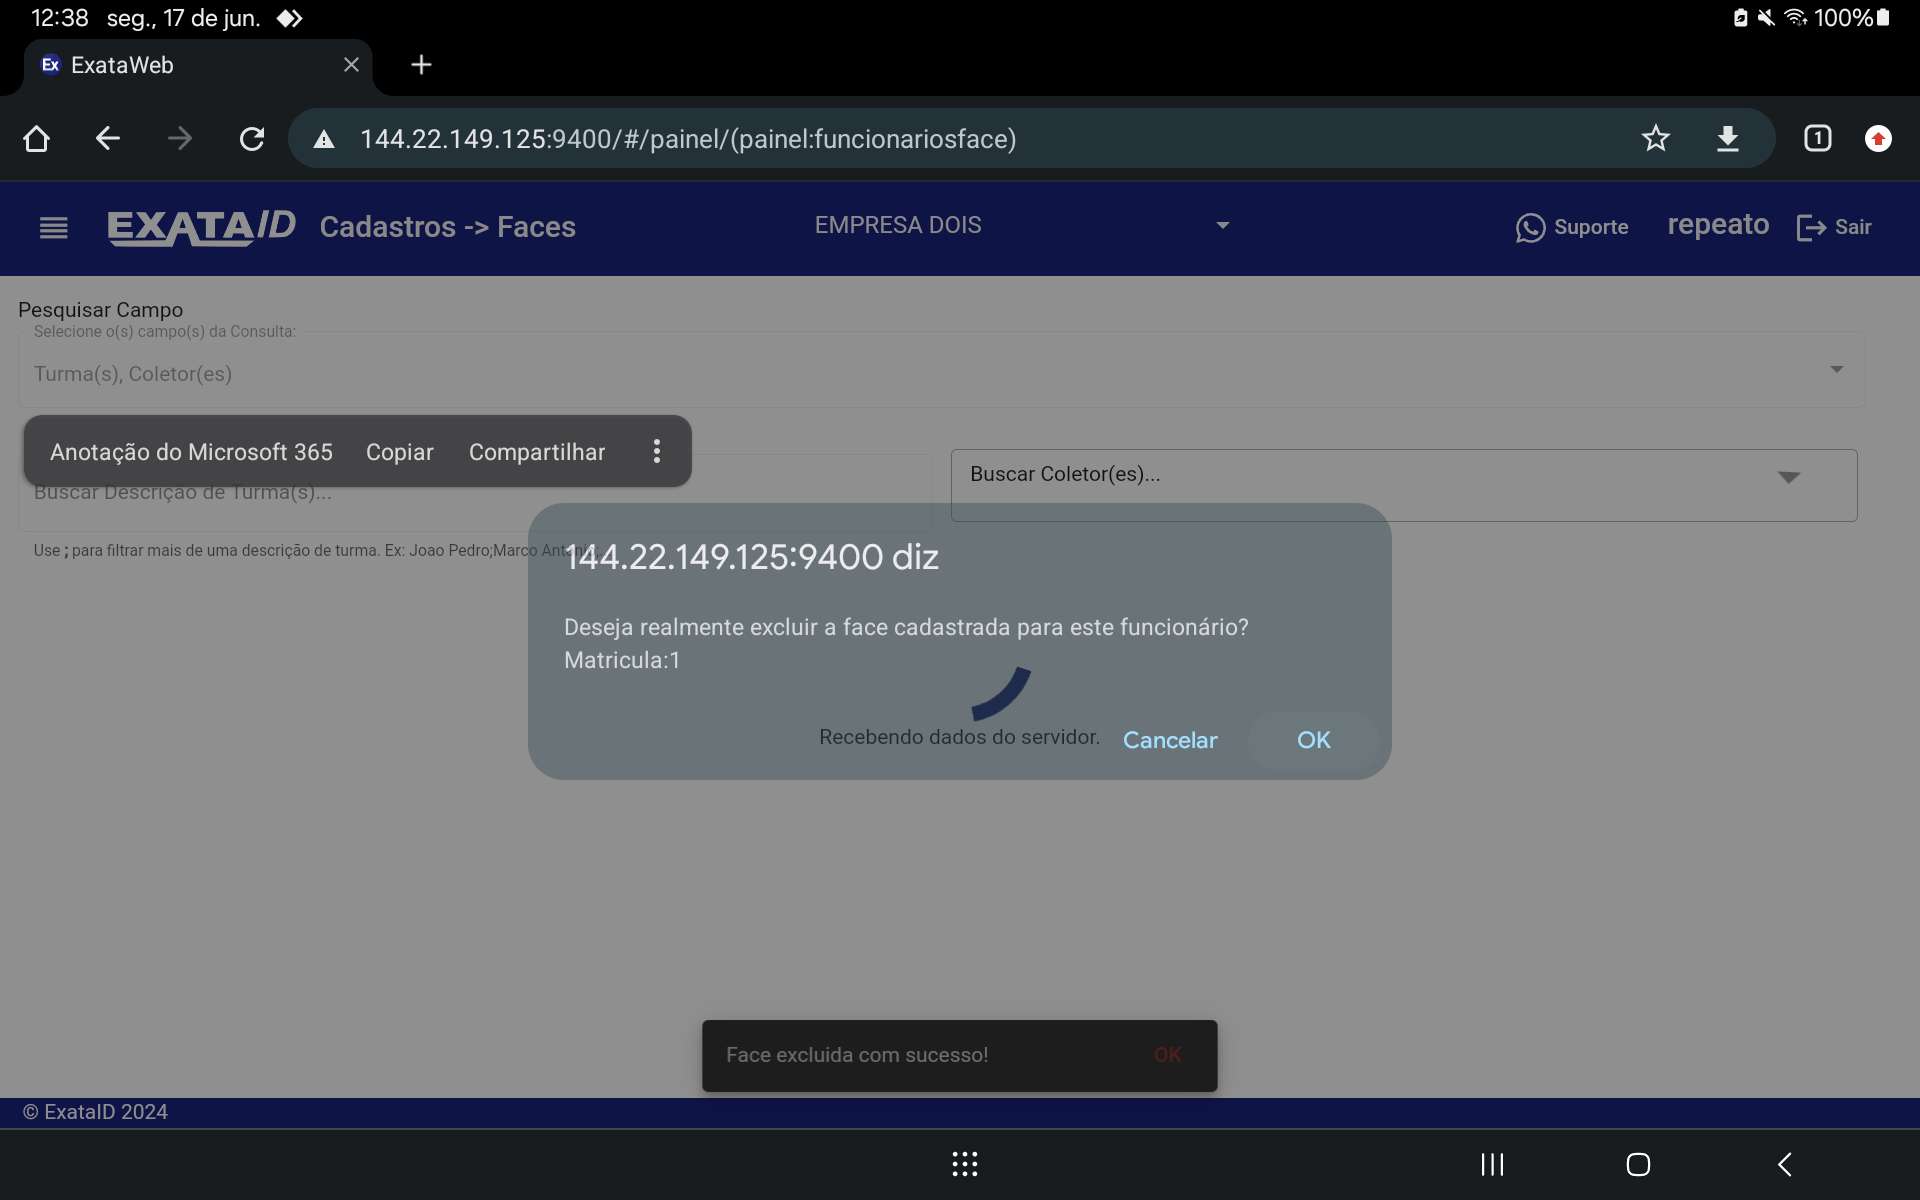 12:38 seg., 17 de jun. 100%
Ex ExataWeb
144.22.149.125:9400/#/painel/(painel:funcionariosface) 1
EXATAID Cadastros -> Faces EMPRESA DOIS Suporte repeato Sair
Pesquisar Campo
Selecione o(s) campo(s) da Consulta:
Turma(s), Coletor(es)
Anotação do Microsoft 365 Copiar Compartilhar
Buscar Descrição de Turma(s)... Buscar Coletor(es)...
Use ; para filtrar mais de uma descrição de turma. Ex: Joao Pedro;Marco
144.22.149.125:9400 diz
Deseja realmente excluir a face cadastrada para este funcionário?
Matricula:1
Recebendo dados do servidor. Cancelar OK
Face excluida com sucesso! OK
© ExataID 2024